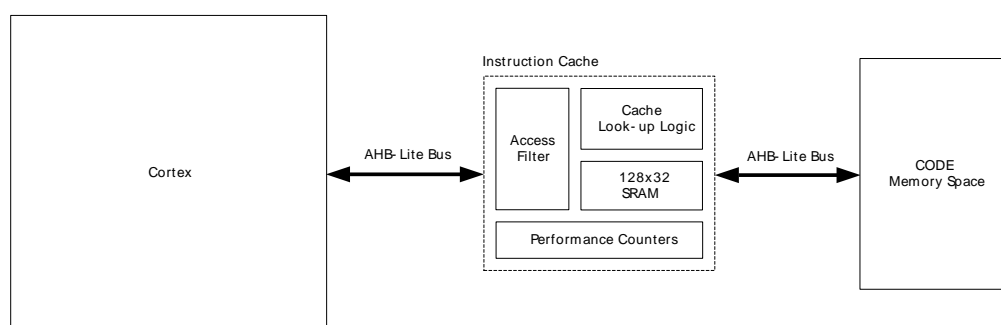 Instruction Cache
Cache
Look-up Logic
Access
Filter
AHB-Lite Bus
AHB-Lite Bus
CODE
Memory Space
Cortex
128x32
SRAM
Performance Counters